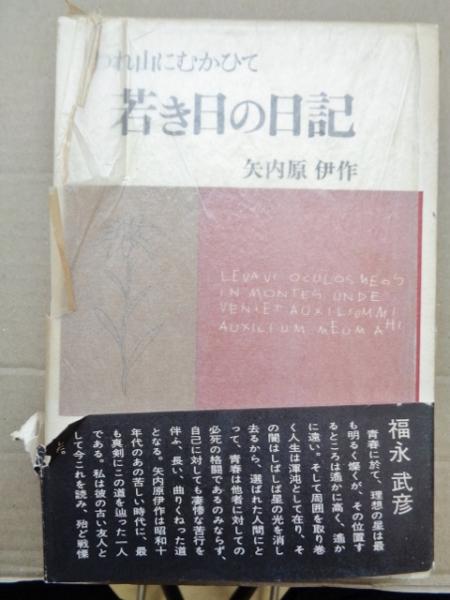 われ山にむかひて
若き日の日記
矢内原 伊作
LEVAVI OCULOS MEOS
IN MONTES UNDE
VENIET AUXILIUM MI
AUXILIUM MEUM A
福永 武彦
青春に於て、理想の星は最
も明るく燦くが、その位置す
るところは遙かに高く、遙か
に遠い。そして周囲を取り巻
く人生は渾沌として在り、そ
の闇はしばしば星の光を消し
去るから、選ばれた人間にと
って、青春は他者に対しての
必死の格闘であるのみならず、
自己に対しても凄惨な苦行を
伴ふ、長い、曲りくねった道
となる。矢内原伊作は昭和十
年代のあの苦しい時代に、最
も真剣にこの道を辿った一人
である。私は彼の古い友人と
して今これを読み、殆ど戦慄